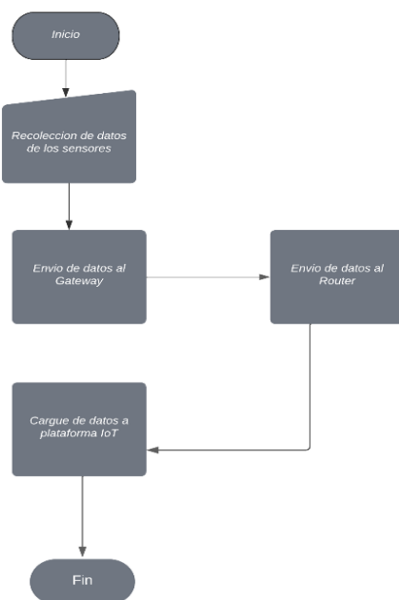 Inicio
Recoleccion de datos
de los sensores
Envio de datos al
Gateway
Envio de datos al
Router
Cargue de datos a
plataforma IoT
Fin